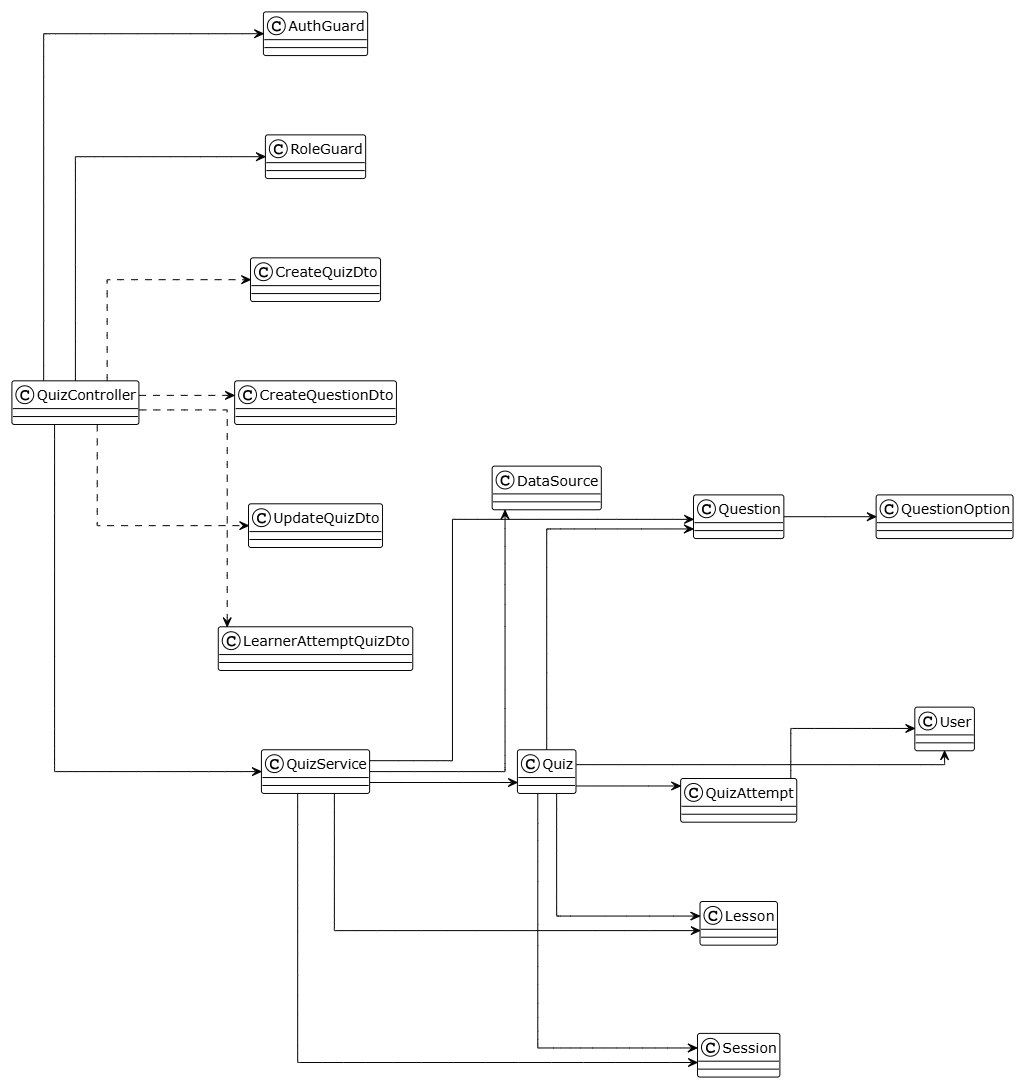 C AuthGuard
C RoleGuard
C CreateQuizDto
C QuizController
C CreateQuestionDto
C DataSource
C Question
C QuestionOption
C UpdateQuizDto
C LearnerAttemptQuizDto
C User
C QuizService
C Quiz
C QuizAttempt
C Lesson
C Session